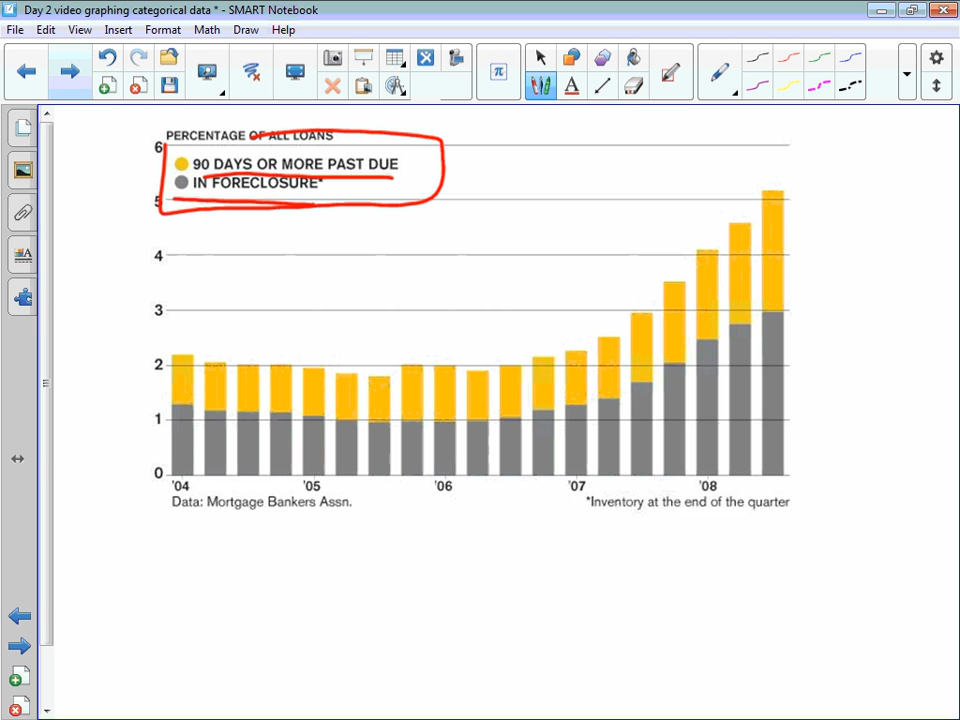 Day 2 video graphing categorical data * - SMART Notebook
File Edit View Insert Format Math Draw Help
π
A
A
PERCENTAGE OF ALL LOANS
6
90 DAYS OR MORE PAST DUE
IN FORECLOSURE*
5
4
3
2
1
0
'04 '05 '06 '07 '08
Data: Mortgage Bankers Assn. *Inventory at the end of the quarter